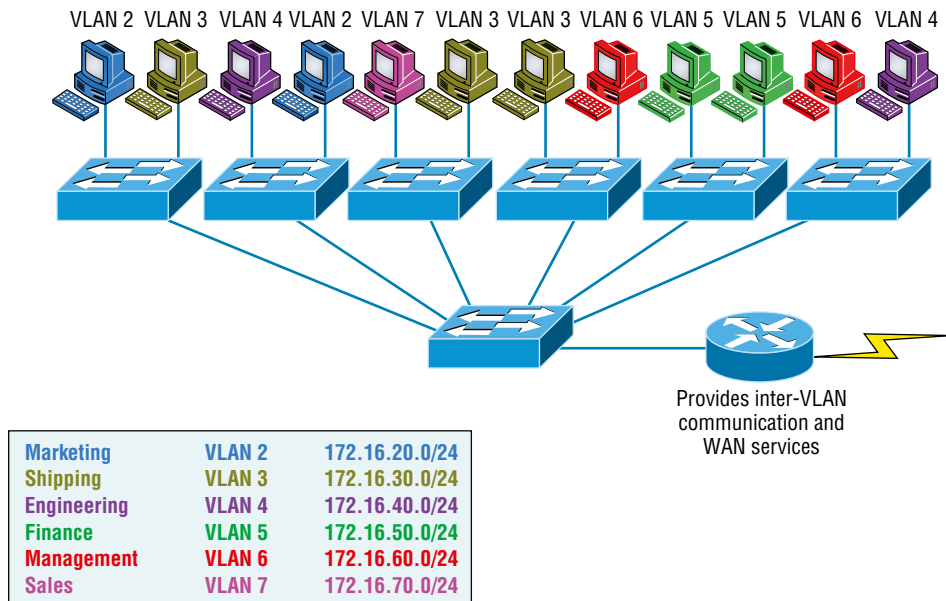 VLAN 2 VLAN 3 VLAN 4 VLAN 2 VLAN 7 VLAN 3 VLAN 3 VLAN 6 VLAN 5 VLAN 5 VLAN 6 VLAN 4
Provides inter-VLAN
communication and
WAN services
Marketing VLAN 2 172.16.20.0/24
Shipping VLAN 3 172.16.30.0/24
Engineering VLAN 4 172.16.40.0/24
Finance VLAN 5 172.16.50.0/24
Management VLAN 6 172.16.60.0/24
Sales VLAN 7 172.16.70.0/24